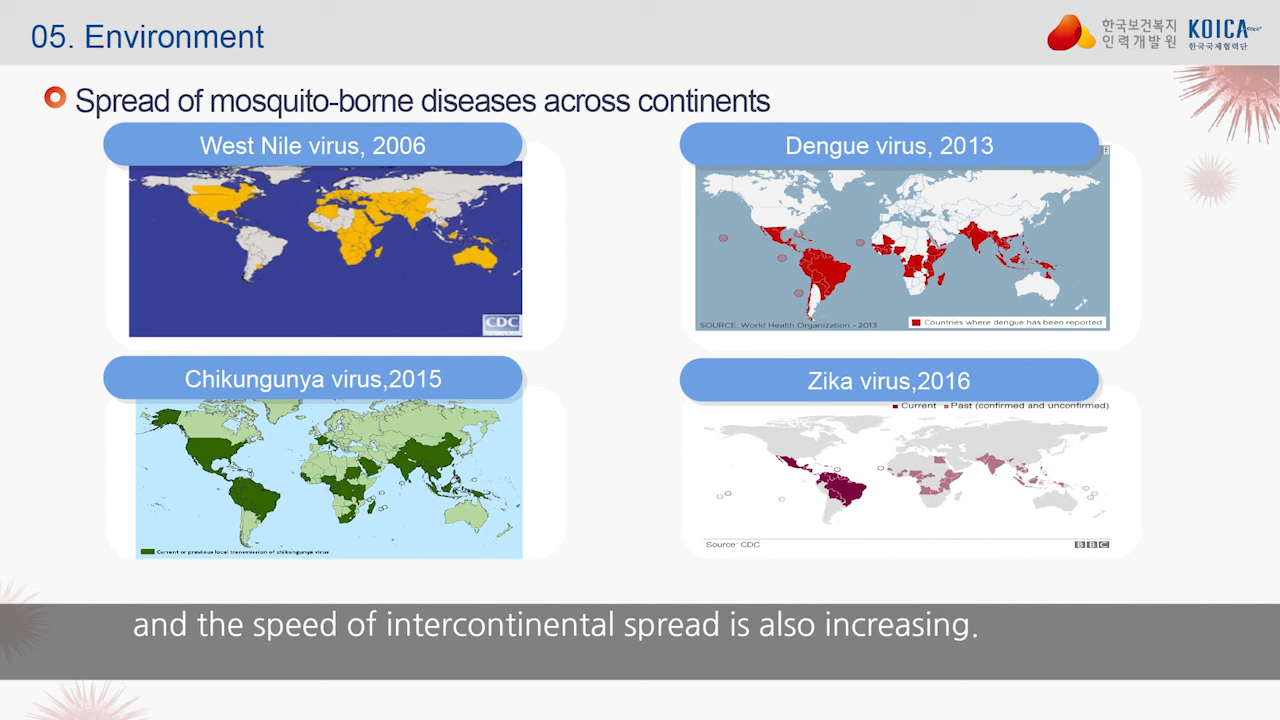 05. Environment
한국보건복지
인력개발원
KOICA
한국국제협력단
Spread of mosquito-borne diseases across continents
West Nile virus, 2006
CDC
Dengue virus, 2013
SOURCE: World Health Organization - 2013
Countries where dengue has been reported
Chikungunya virus,2015
Current or previous local transmission of chikungunya virus
Zika virus,2016
Current Past (confirmed and unconfirmed)
Source: CDC
BBC
and the speed of intercontinental spread is also increasing.